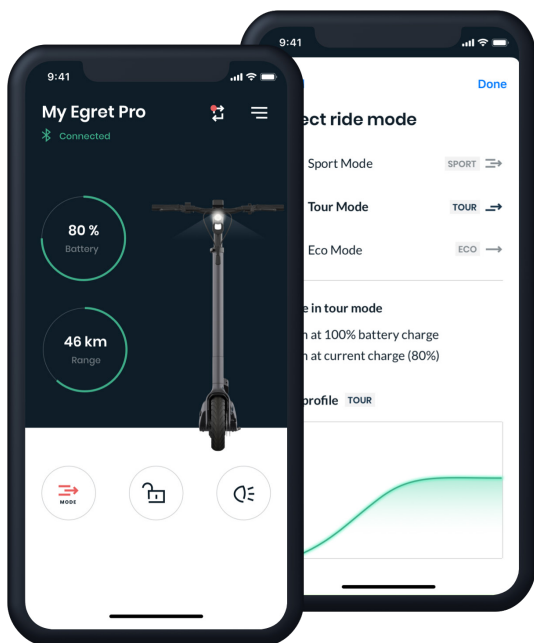 9:41
My Egret Pro
Connected
80 %
Battery
46 km
Range
MODE
9:41
Done
ect ride mode
Sport Mode SPORT
Tour Mode TOUR
Eco Mode ECO
e in tour mode
at 100% battery charge
at current charge (80%)
profile TOUR